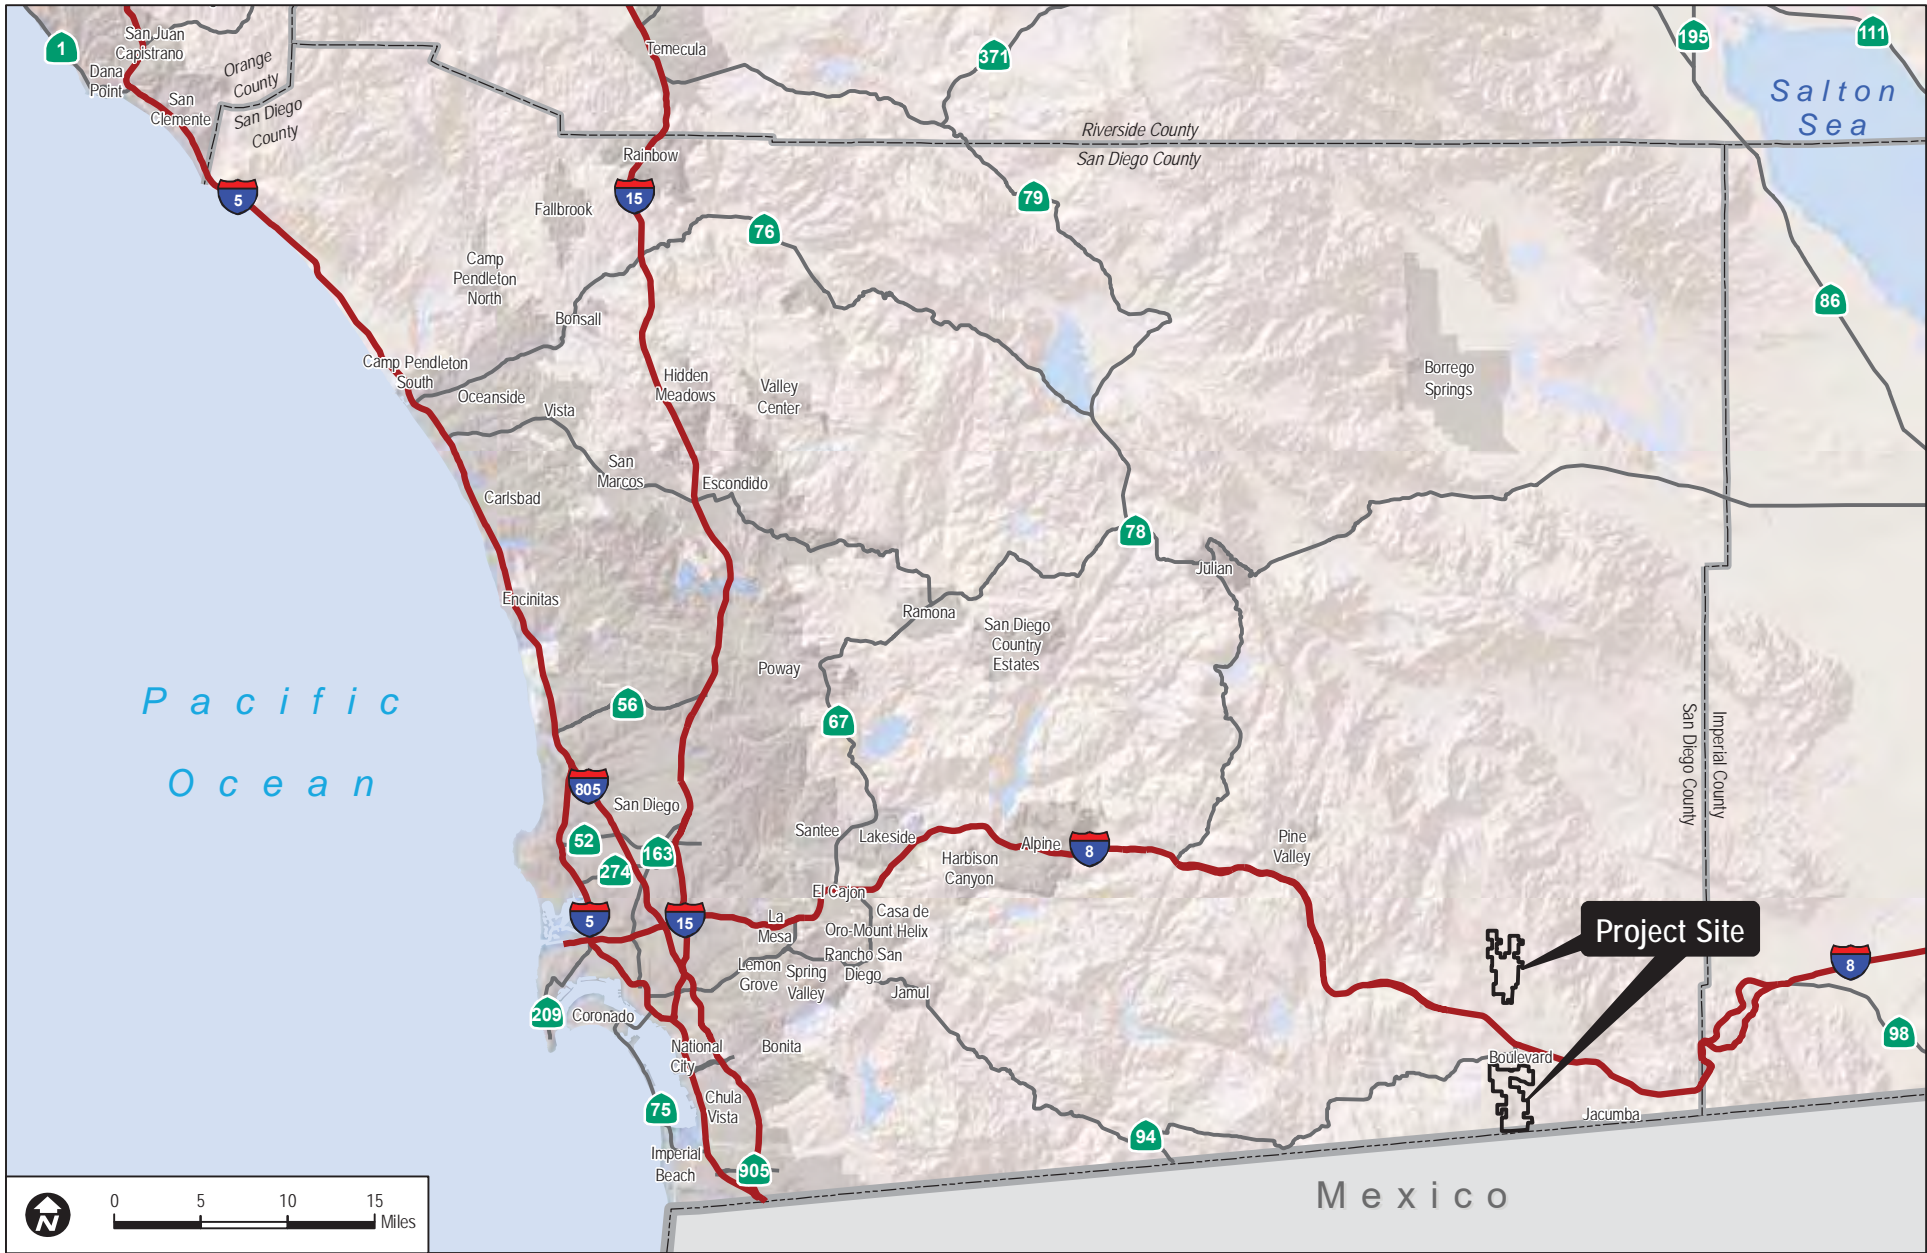 San Juan
Capistrano
1
Dana
Point
San
Clemente
Orange
County
San Diego
County
Temecula
371
195
111
Salton
Sea
Riverside County
San Diego County
Rainbow
5
15
Fallbrook
79
76
Camp
Pendleton
North
86
Bonsall
Camp Pendleton
South
Hidden
Meadows
Valley
Center
Borrego
Springs
Oceanside
Vista
San
Marcos
Escondido
Carlsbad
78
Julian
Encinitas
Ramona
San Diego
Country
Estates
Poway
Pacific
Ocean
56
67
San Diego County
Imperial County
805
San Diego
52
163
274
Santee
Lakeside
Alpine
8
Pine
Valley
Harbison
Canyon
El Cajon
5
15
La
Mesa
Casa de
Oro-Mount Helix
Project Site
Rancho San
Diego
Lemon
Grove
Spring
Valley
8
Jamul
209
Coronado
98
National
City
Bonita
Boulevard
75
Chula
Vista
Jacumba
94
Imperial
Beach
905
Mexico
N
0 5 10 15
Miles